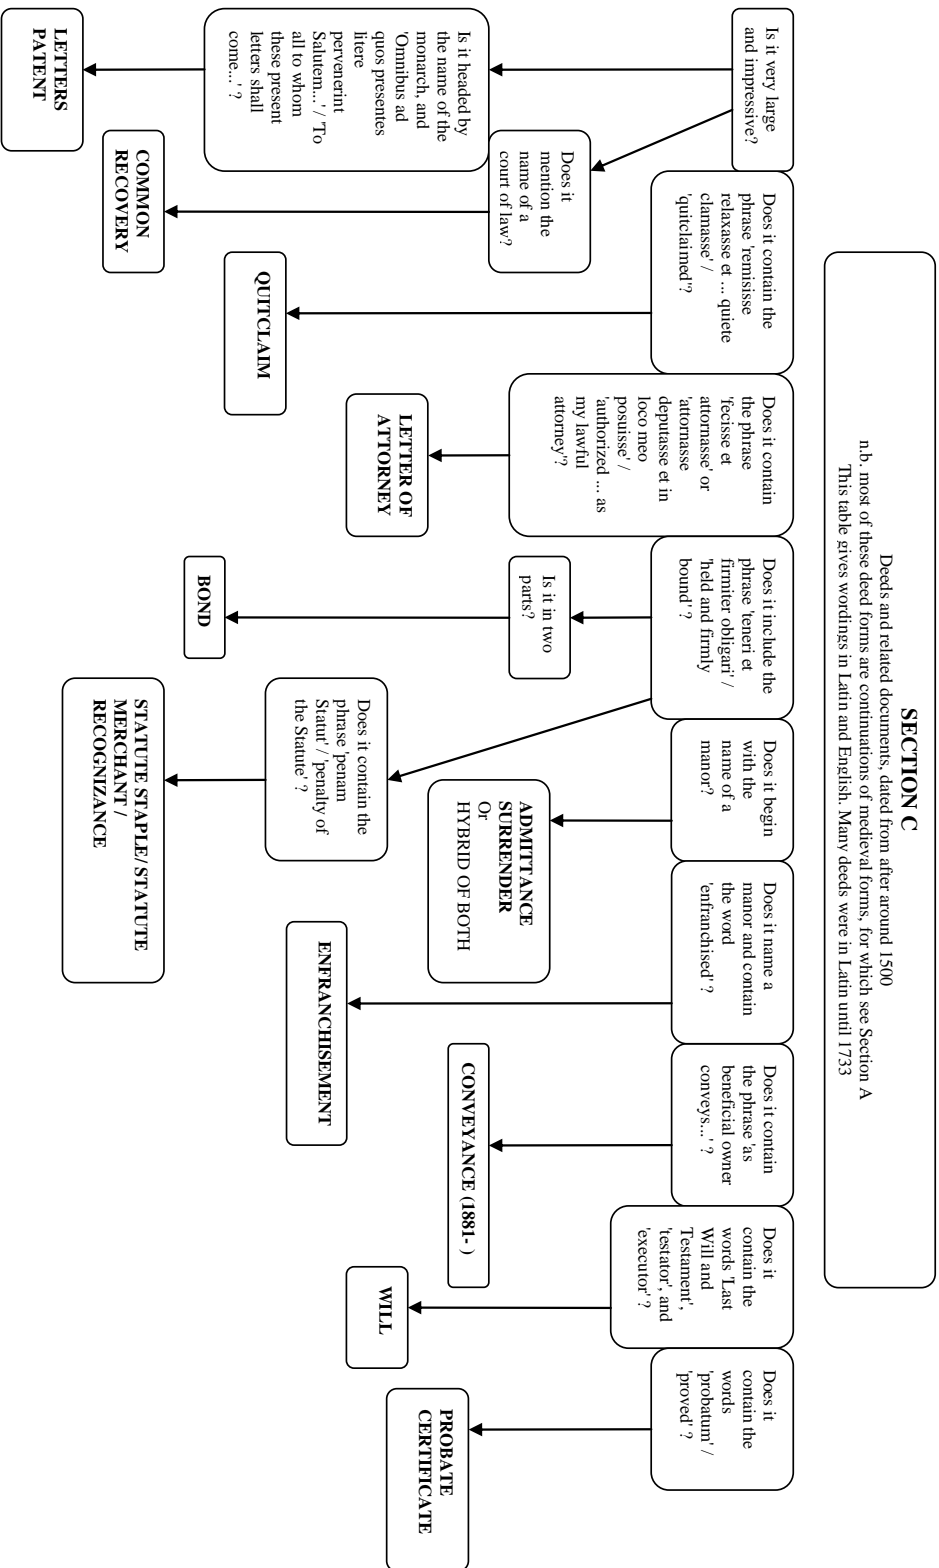 SECTION C
Deeds and related documents, dated from after around 1500
n.b. most of these deed forms are continuations of medieval forms, for which see Section A
This table gives wordings in Latin and English. Many deeds were in Latin until 1733
Is it very large
and impressive?
Is it headed by
the name of the
monarch, and
'Omnibus ad
quos presentes
litere
pervenerint
Salutem...' / 'To
all to whom
these present
letters shall
come...' ?
LETTERS
PATENT
Does it
mention the
name of a
court of law?
COMMON
RECOVERY
Does it contain the
phrase 'remisisse
relaxasse et ... quiete
clamasse' /
'quitclaimed'?
QUITCLAIM
Does it contain
the phrase
'fecisse et
attornasse' or
'attornasse
deputasse et in
loco meo
posuisse' /
'authorized ... as
my lawful
attorney'?
LETTER OF
ATTORNEY
Does it include the
phrase 'teneri et
firmiter obligari' /
'held and firmly
bound' ?
Is it in two
parts?
BOND
Does it contain the
phrase 'penam
Statut' / 'penalty of
the Statute' ?
STATUTE STAPLE/ STATUTE
MERCHANT /
RECOGNIZANCE
Does it begin
with the
name of a
manor?
ADMITTANCE
SURRENDER
Or
HYBRID OF BOTH
Does it name a
manor and contain
the word
'enfranchised' ?
ENFRANCHISEMENT
Does it contain
the phrase 'as
beneficial owner
conveys...' ?
CONVEYANCE (1881- )
Does it
contain the
words 'Last
Will and
Testament',
'testator', and
'executor' ?
WILL
Does it
contain the
words
'probatum' /
'proved' ?
PROBATE
CERTIFICATE